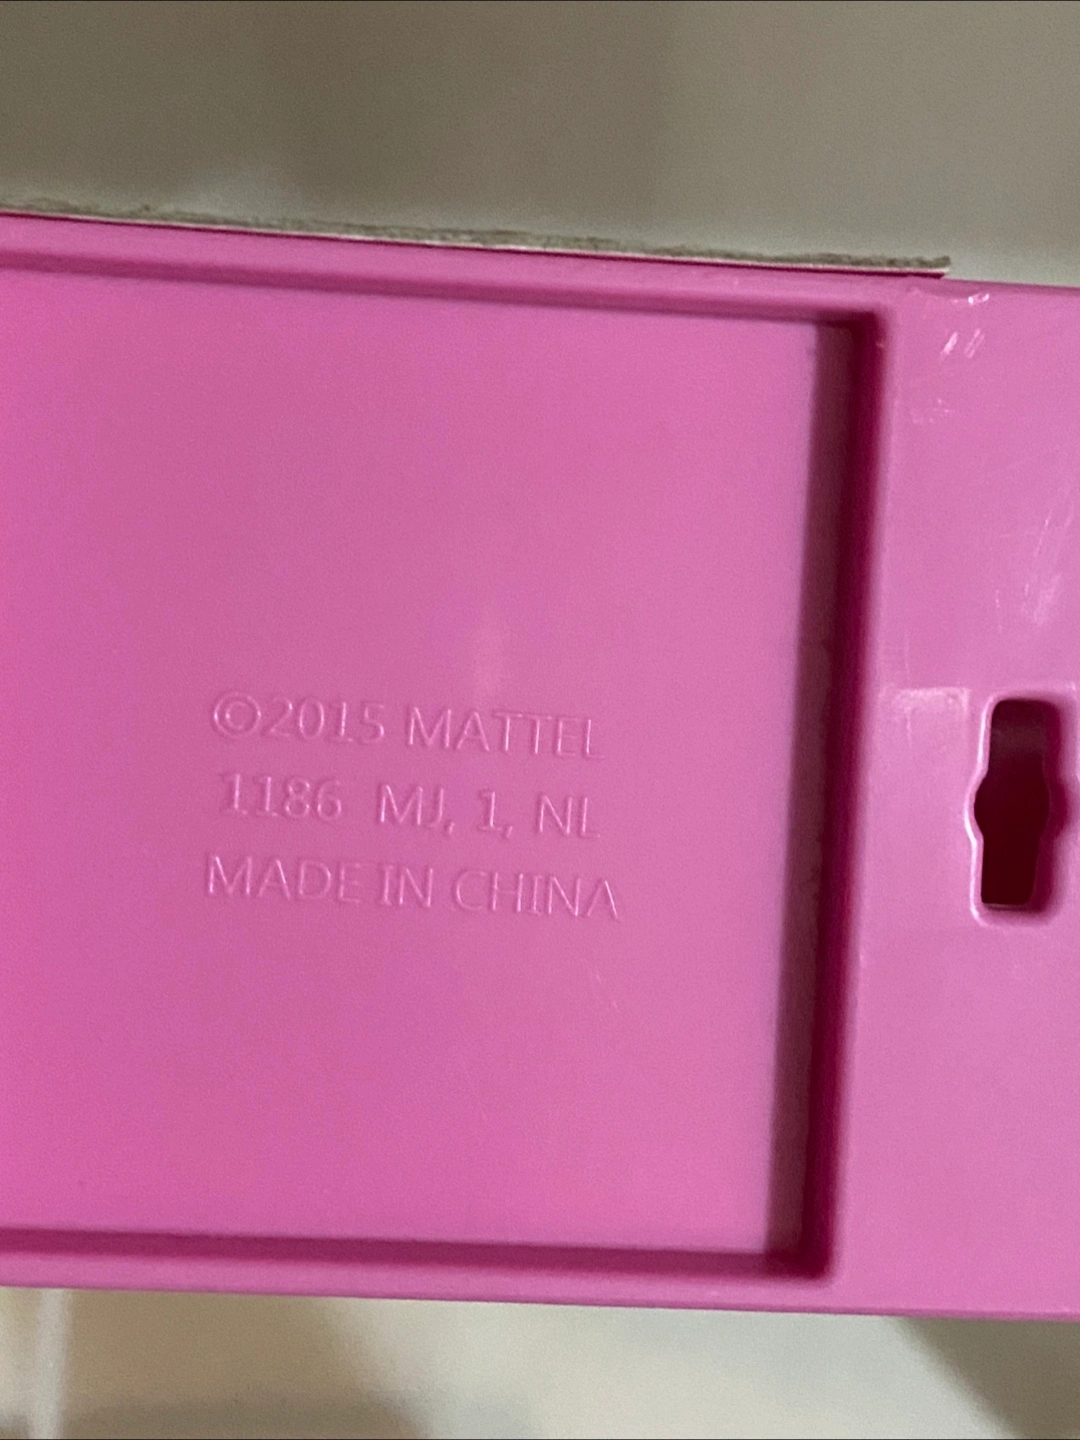 ©2015 MATTEL
1186 MJ, 1, NL
MADE IN CHINA